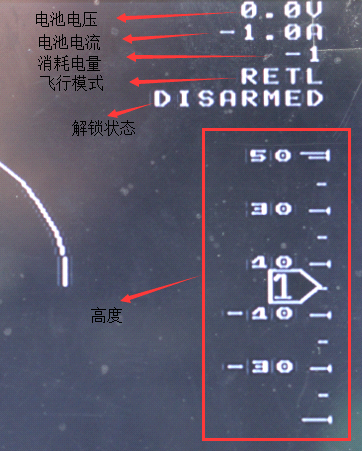 电池电压 0.0V
电池电流 -1.0A
消耗电量 -1
飞行模式 RETL
解锁状态 DISARMED
50
30
10
1
-10
高度
-30